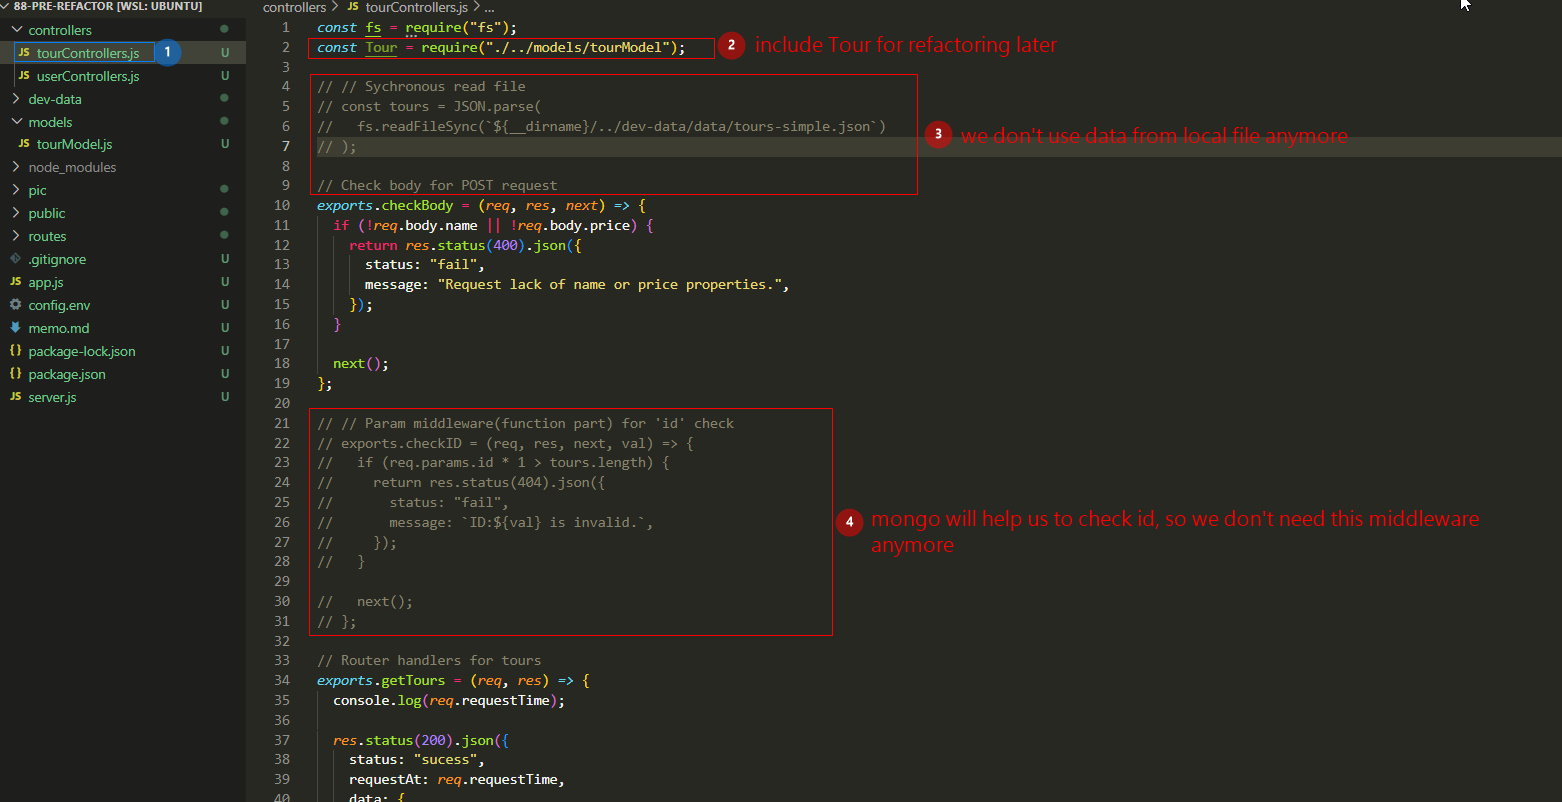 88-PRE-REFACTOR [WSL: UBUNTU]
controllers
JS tourControllers.js U
1
JS userControllers.js U
dev-data
models
JS tourModel.js U
node_modules
pic
public
routes
.gitignore U
JS app.js U
config.env U
memo.md U
{} package-lock.json U
{} package.json U
JS server.js U
controllers > JS tourControllers.js > ...
1 const fs = require("fs");
2 const Tour = require("./../models/tourModel");
2 include Tour for refactoring later
3
4 // // Sychronous read file
5 // const tours = JSON.parse(
6 //   fs.readFileSync(`${__dirname}/../dev-data/data/tours-simple.json`)
3 we don't use data from local file anymore
7 // );
8
9 // Check body for POST request
10 exports.checkBody = (req, res, next) => {
11   if (!req.body.name || !req.body.price) {
12     return res.status(400).json({
13       status: "fail",
14       message: "Request lack of name or price properties.",
15     });
16   }
17
18   next();
19 };
20
21 // // Param middleware(function part) for 'id' check
22 // exports.checkID = (req, res, next, val) => {
23 //   if (req.params.id * 1 > tours.length) {
24 //     return res.status(404).json({
25 //       status: "fail",
26 //       message: `ID:${val} is invalid.`,
4 mongo will help us to check id, so we don't need this middleware
anymore
27 //     });
28 //   }
29
30 //   next();
31 // };
32
33 // Router handlers for tours
34 exports.getTours = (req, res) => {
35   console.log(req.requestTime);
36
37   res.status(200).json({
38     status: "sucess",
39     requestAt: req.requestTime,
40     data: {